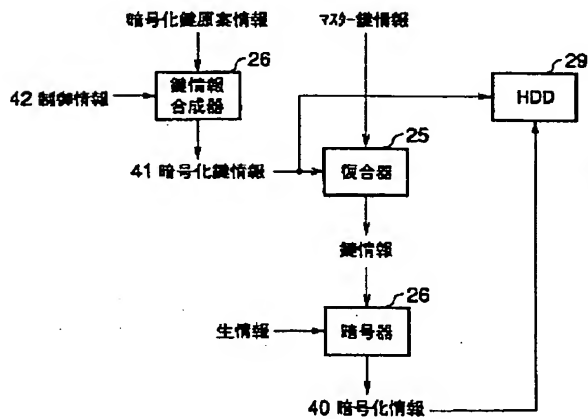 暗号化鍵原案情報
マスター鍵情報
26
29
42 制御情報
鍵情報
合成器
HDD
25
41 暗号化鍵情報
復合器
鍵情報
26
生情報
暗号器
40 暗号化情報